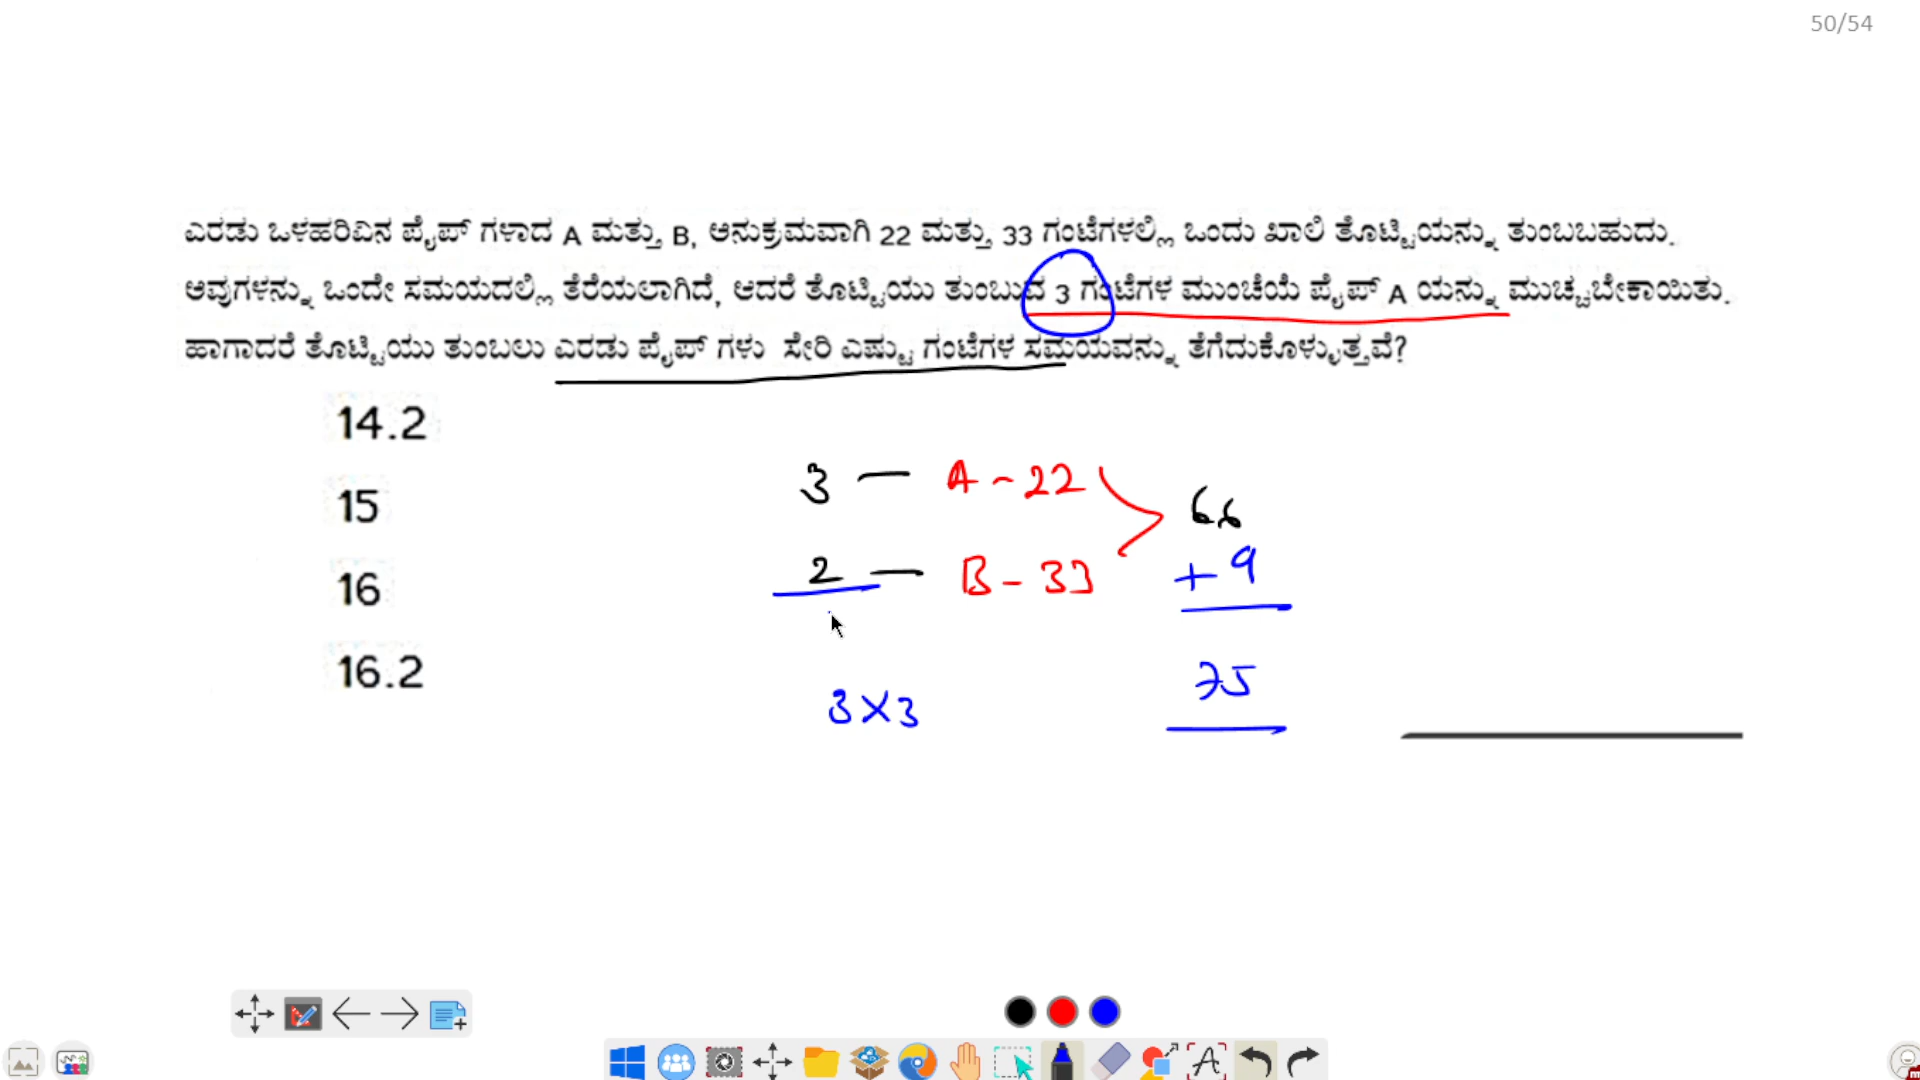 50/54
ಎರಡು ಒಳಹರಿವಿನ ಪೈಪ್ ಗಳಾದ A ಮತ್ತು B, ಅನುಕ್ರಮವಾಗಿ 22 ಮತ್ತು 33 ಗಂಟೆಗಳಲ್ಲಿ ಒಂದು ಖಾಲಿ ತೊಟ್ಟಿಯನ್ನು ತುಂಬಬಹುದು.
ಅವುಗಳನ್ನು ಒಂದೇ ಸಮಯದಲ್ಲಿ ತೆರೆಯಲಾಗಿದೆ, ಆದರೆ ತೊಟ್ಟಿಯು ತುಂಬುವ 3 ಗಂಟೆಗಳ ಮುಂಚೆಯೆ ಪೈಪ್ A ಯನ್ನು ಮುಚ್ಚಬೇಕಾಯಿತು.
ಹಾಗಾದರೆ ತೊಟ್ಟಿಯು ತುಂಬಲು ಎರಡು ಪೈಪ್ ಗಳು ಸೇರಿ ಎಷ್ಟು ಗಂಟೆಗಳ ಸಮಯವನ್ನು ತೆಗೆದುಕೊಳ್ಳುತ್ತವೆ?
14.2
15
16
16.2
3 — A - 22
66
2 — B - 33
+ 9
75
3 X 3